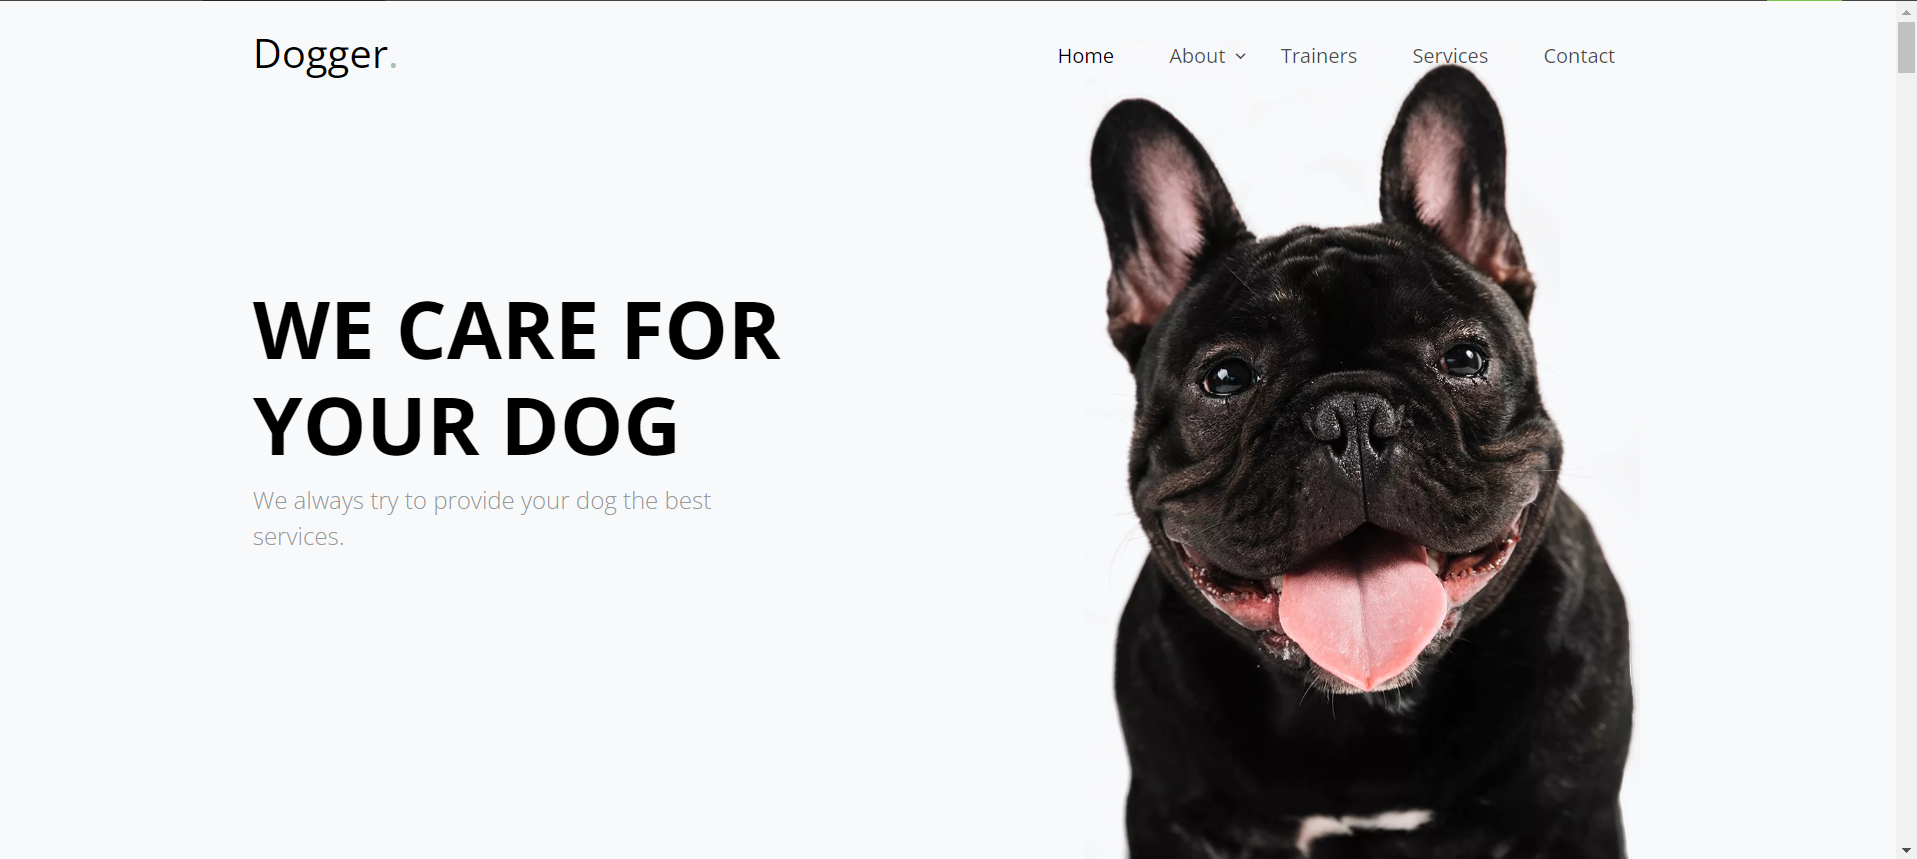 Dogger.
Home About Trainers Services Contact
WE CARE FOR
YOUR DOG
We always try to provide your dog the best
services.